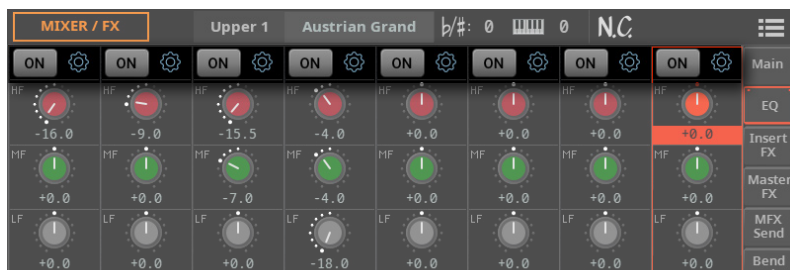 MIXER / FX Upper 1 Austrian Grand ♭/#: 0 0 N.C.
ON ON ON ON ON ON ON ON Main
HF HF HF HF HF HF HF HF EQ
-16.0 -9.0 -15.5 -4.0 +0.0 +0.0 +0.0 +0.0 Insert
FX
MF MF MF MF MF MF MF MF Master
FX
+0.0 +0.0 -7.0 -4.0 +0.0 +0.0 +0.0 +0.0
LF LF LF LF LF LF LF LF MFX
Send
+0.0 +0.0 +0.0 -18.0 +0.0 +0.0 +0.0 +0.0 Bend